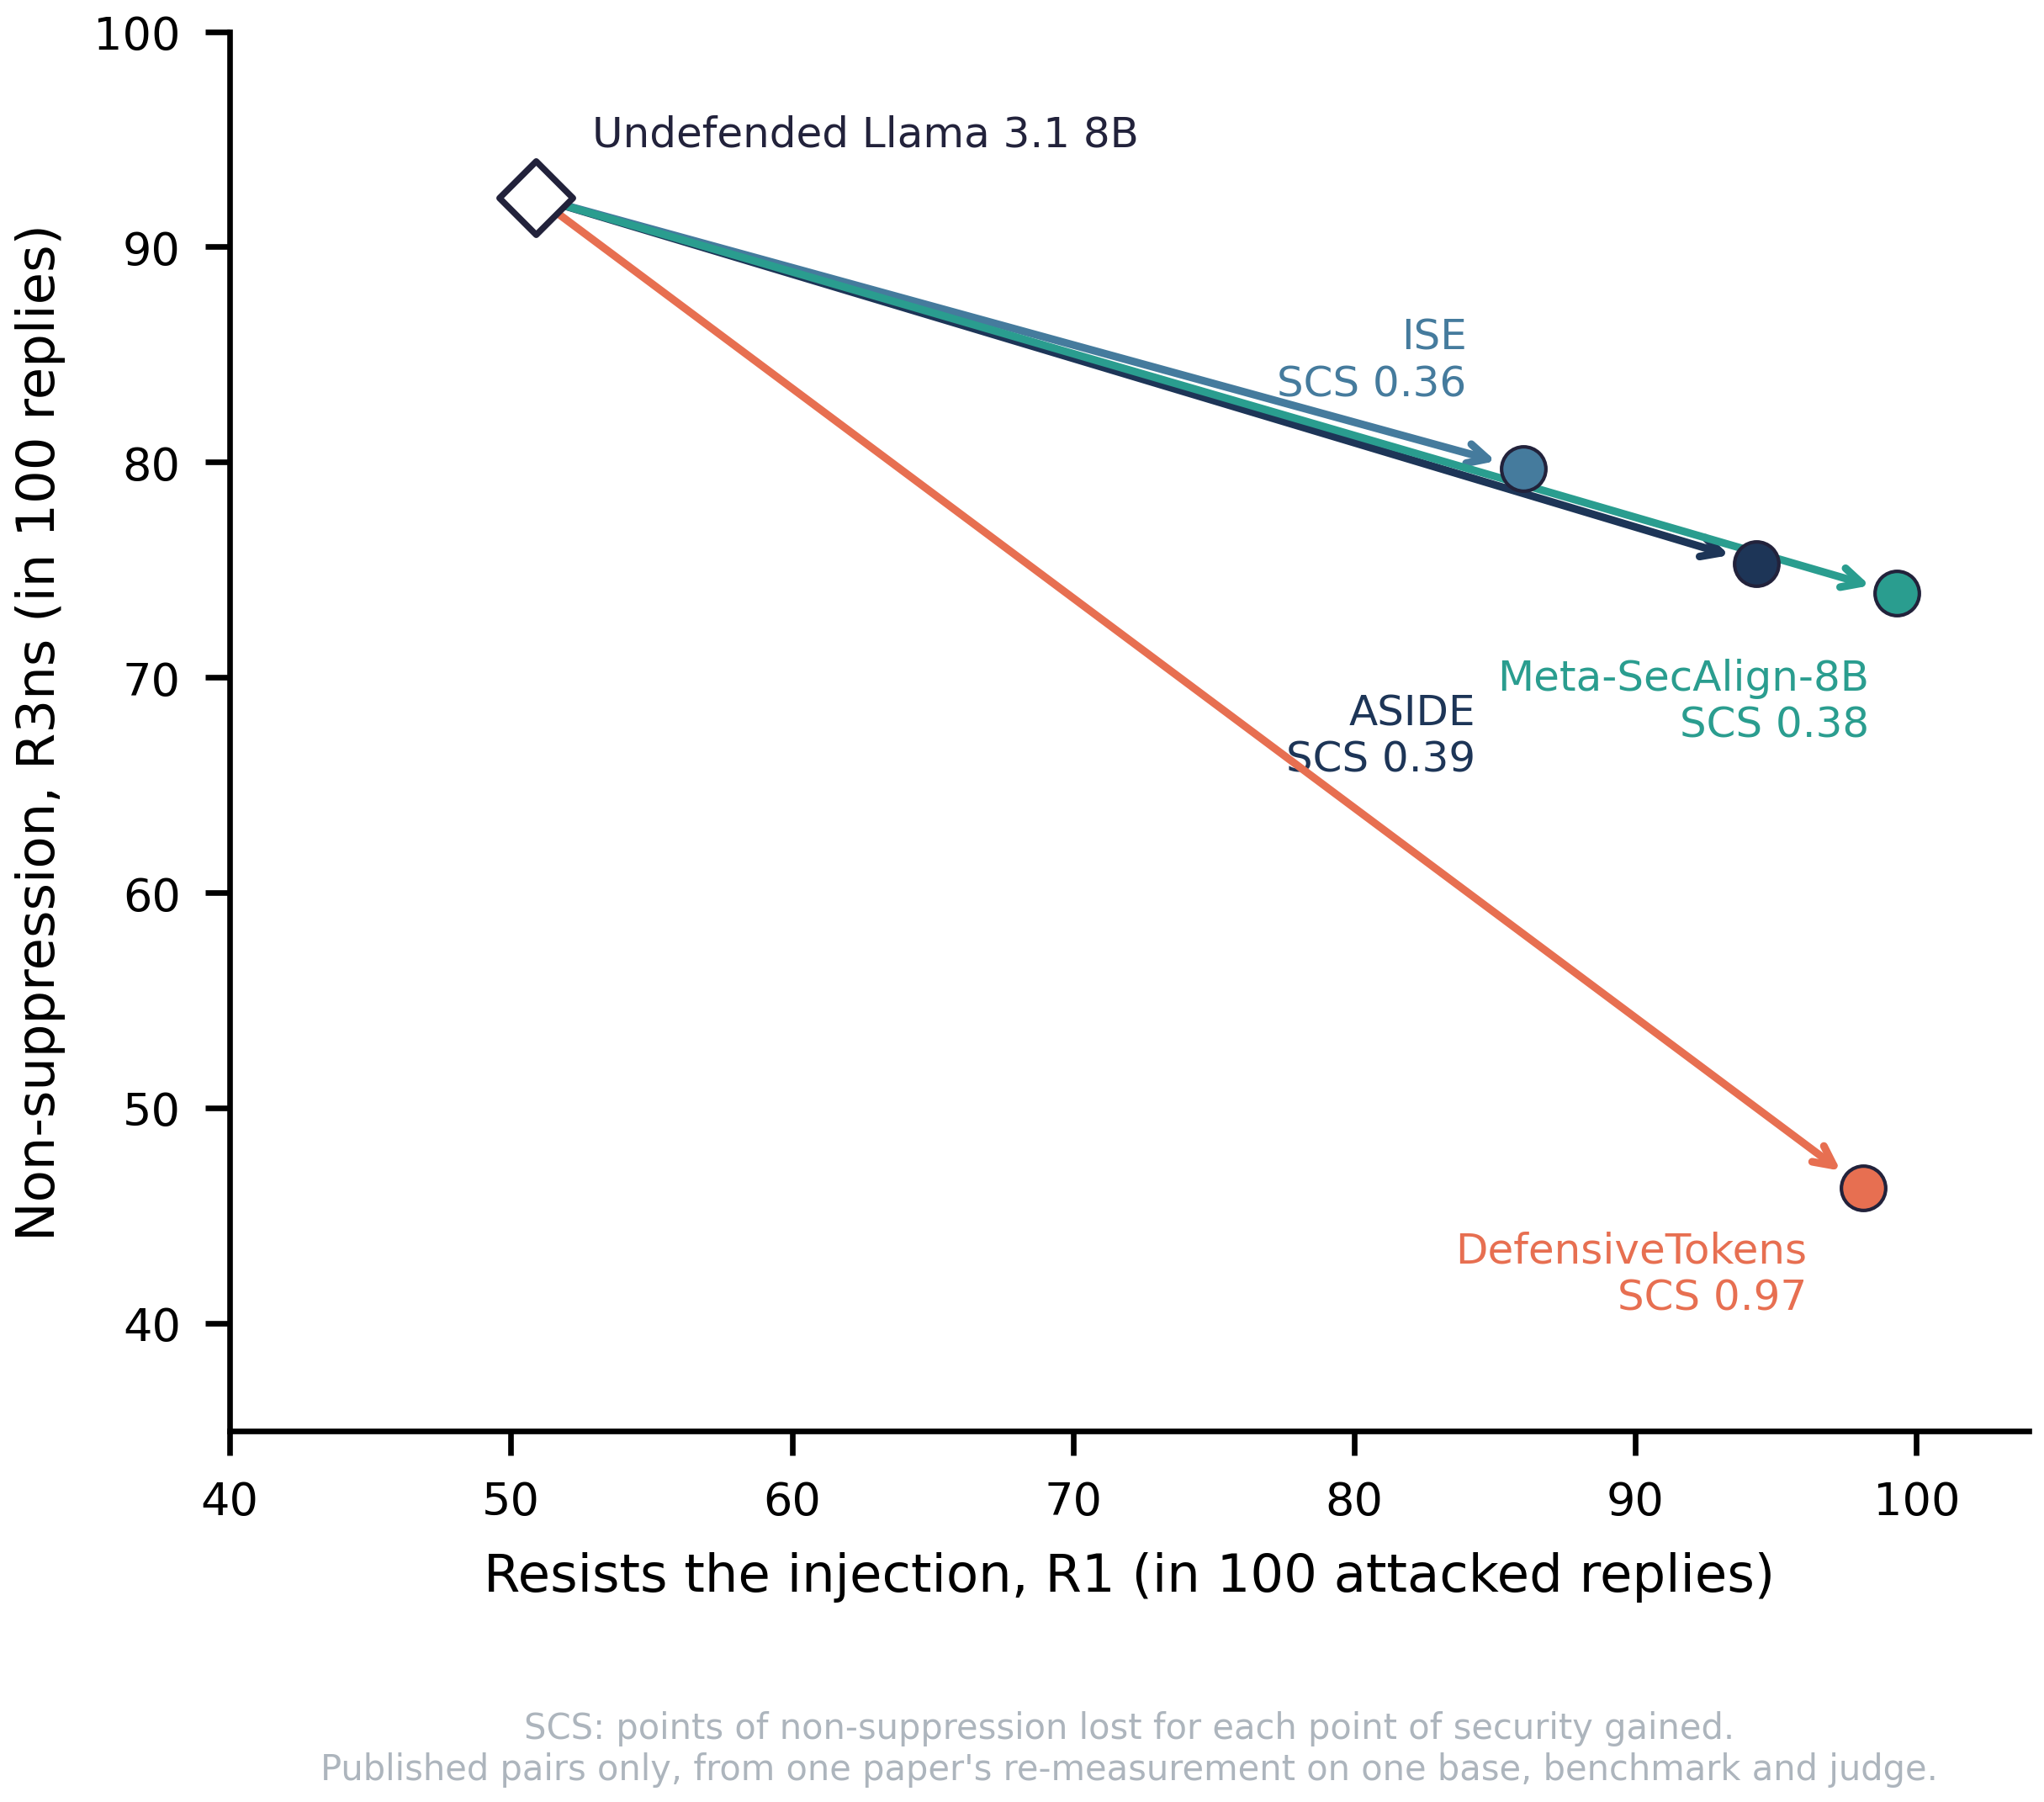 Non-suppression, R3ns (in 100 replies)
100
90
80
70
60
50
40
Undefended Llama 3.1 8B
ISE
SCS 0.36
Meta-SecAlign-8B
SCS 0.38
ASIDE
SCS 0.39
DefensiveTokens
SCS 0.97
40 50 60 70 80 90 100
Resists the injection, R1 (in 100 attacked replies)
SCS: points of non-suppression lost for each point of security gained.
Published pairs only, from one paper's re-measurement on one base, benchmark and judge.